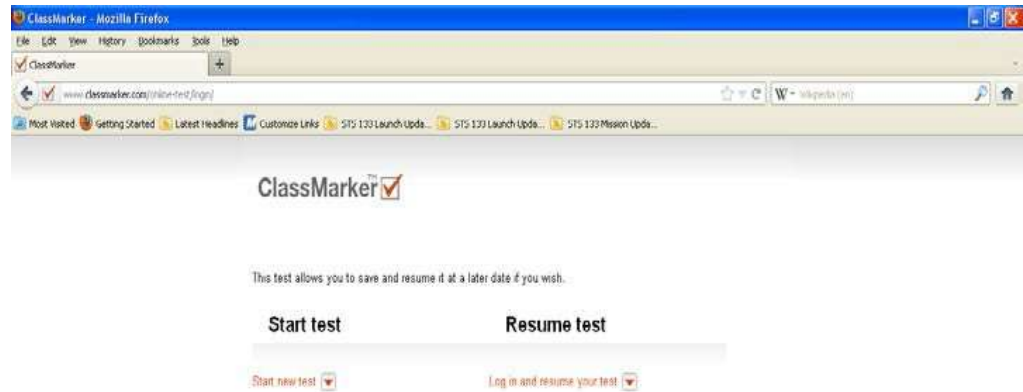 ClassMarker - Mozilla Firefox
File Edit View History Bookmarks Tools Help
ClassMarker
www.classmarker.com/online-test/login/ W - Wikipedia (en)
Most Visited Getting Started Latest Headlines Customize Links STS 133 Launch Upda... STS 133 Launch Upda... STS 133 Mission Upda...
ClassMarker™
This test allows you to save and resume it at a later date if you wish.
Start test Resume test
Start new test Log in and resume your test